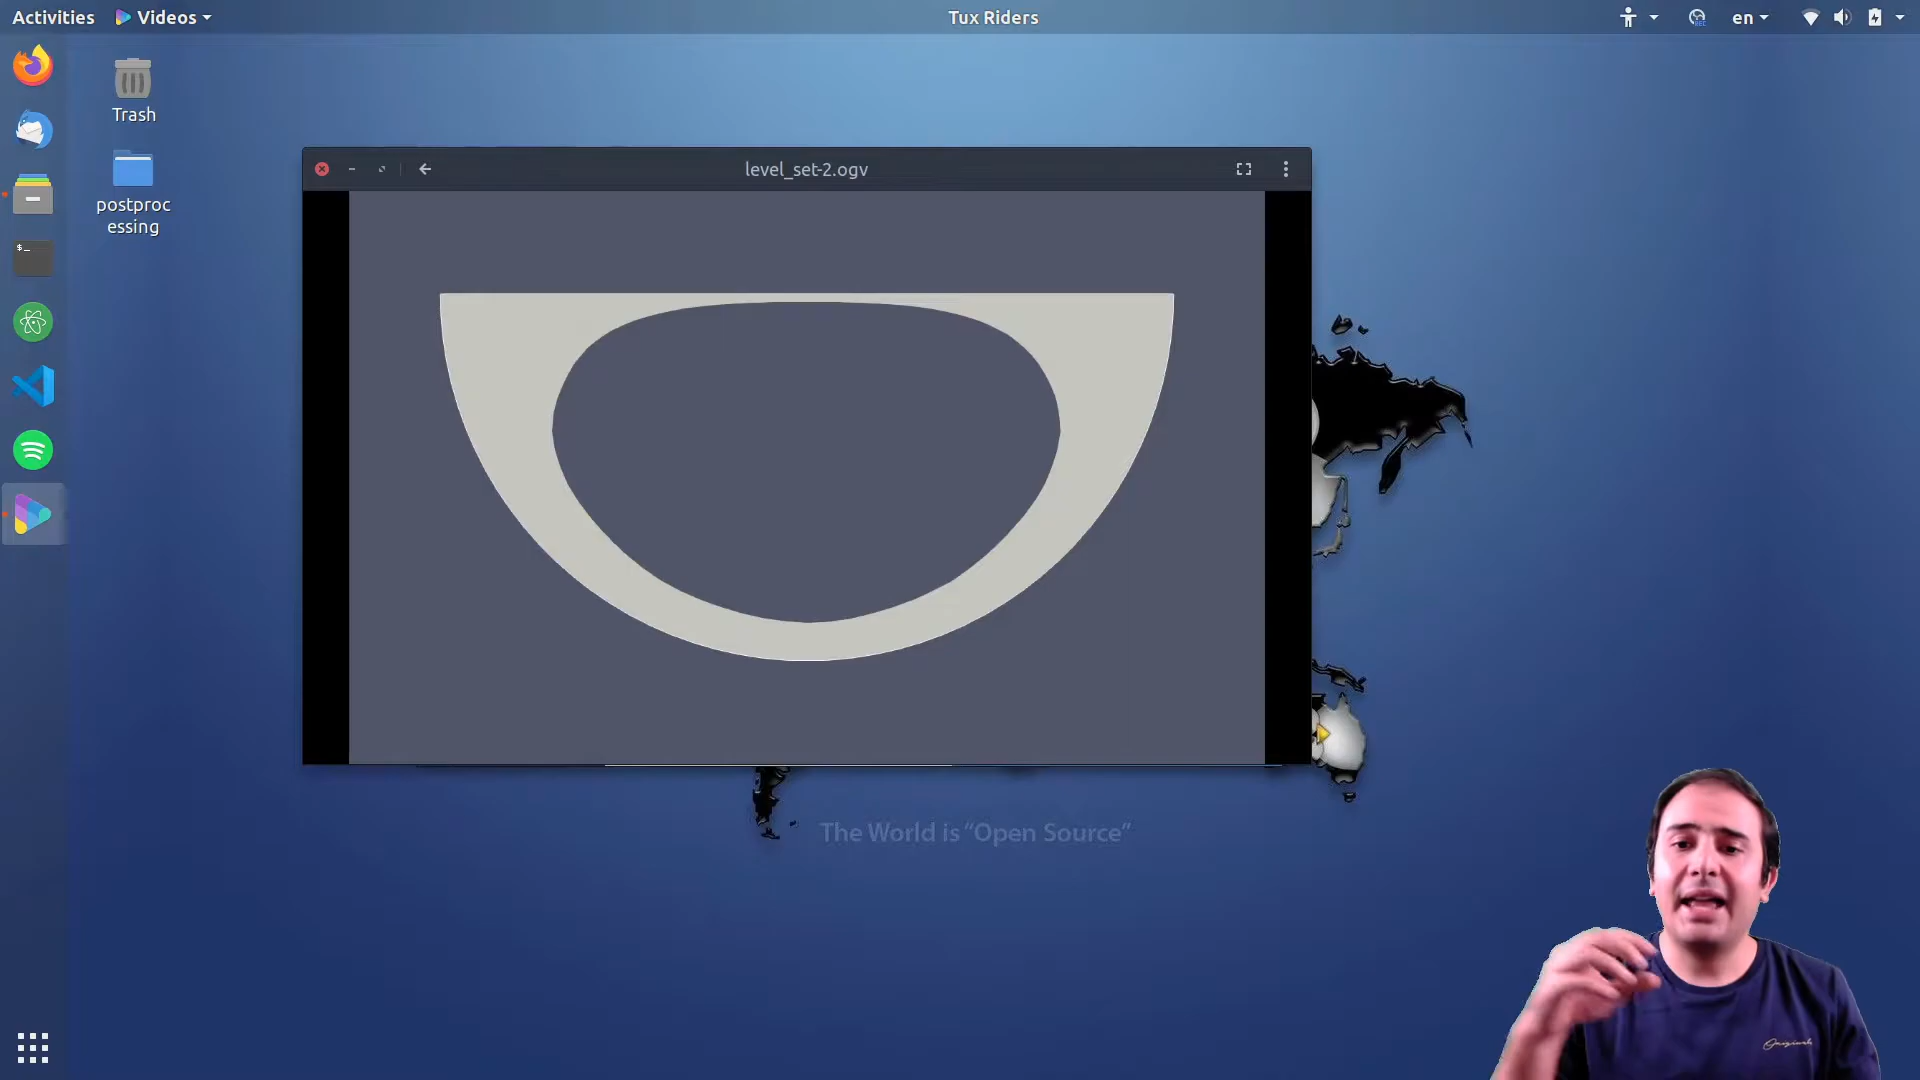 Activities
Videos
Tux Riders
en
Trash
postproc
essing
level_set-2.ogv
$_
The World is “Open Source”